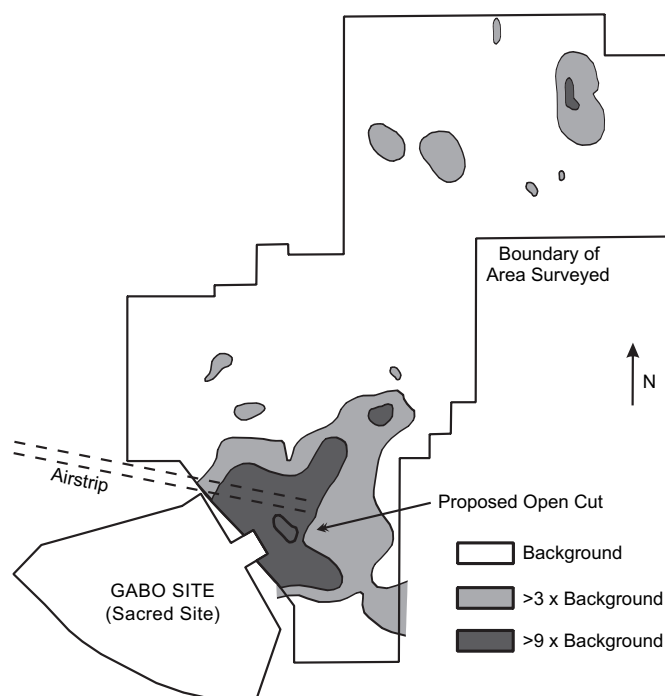 Boundary of
Area Surveyed
N
Airstrip
Proposed Open Cut
Background
GABO SITE
(Sacred Site)
>3 x Background
>9 x Background